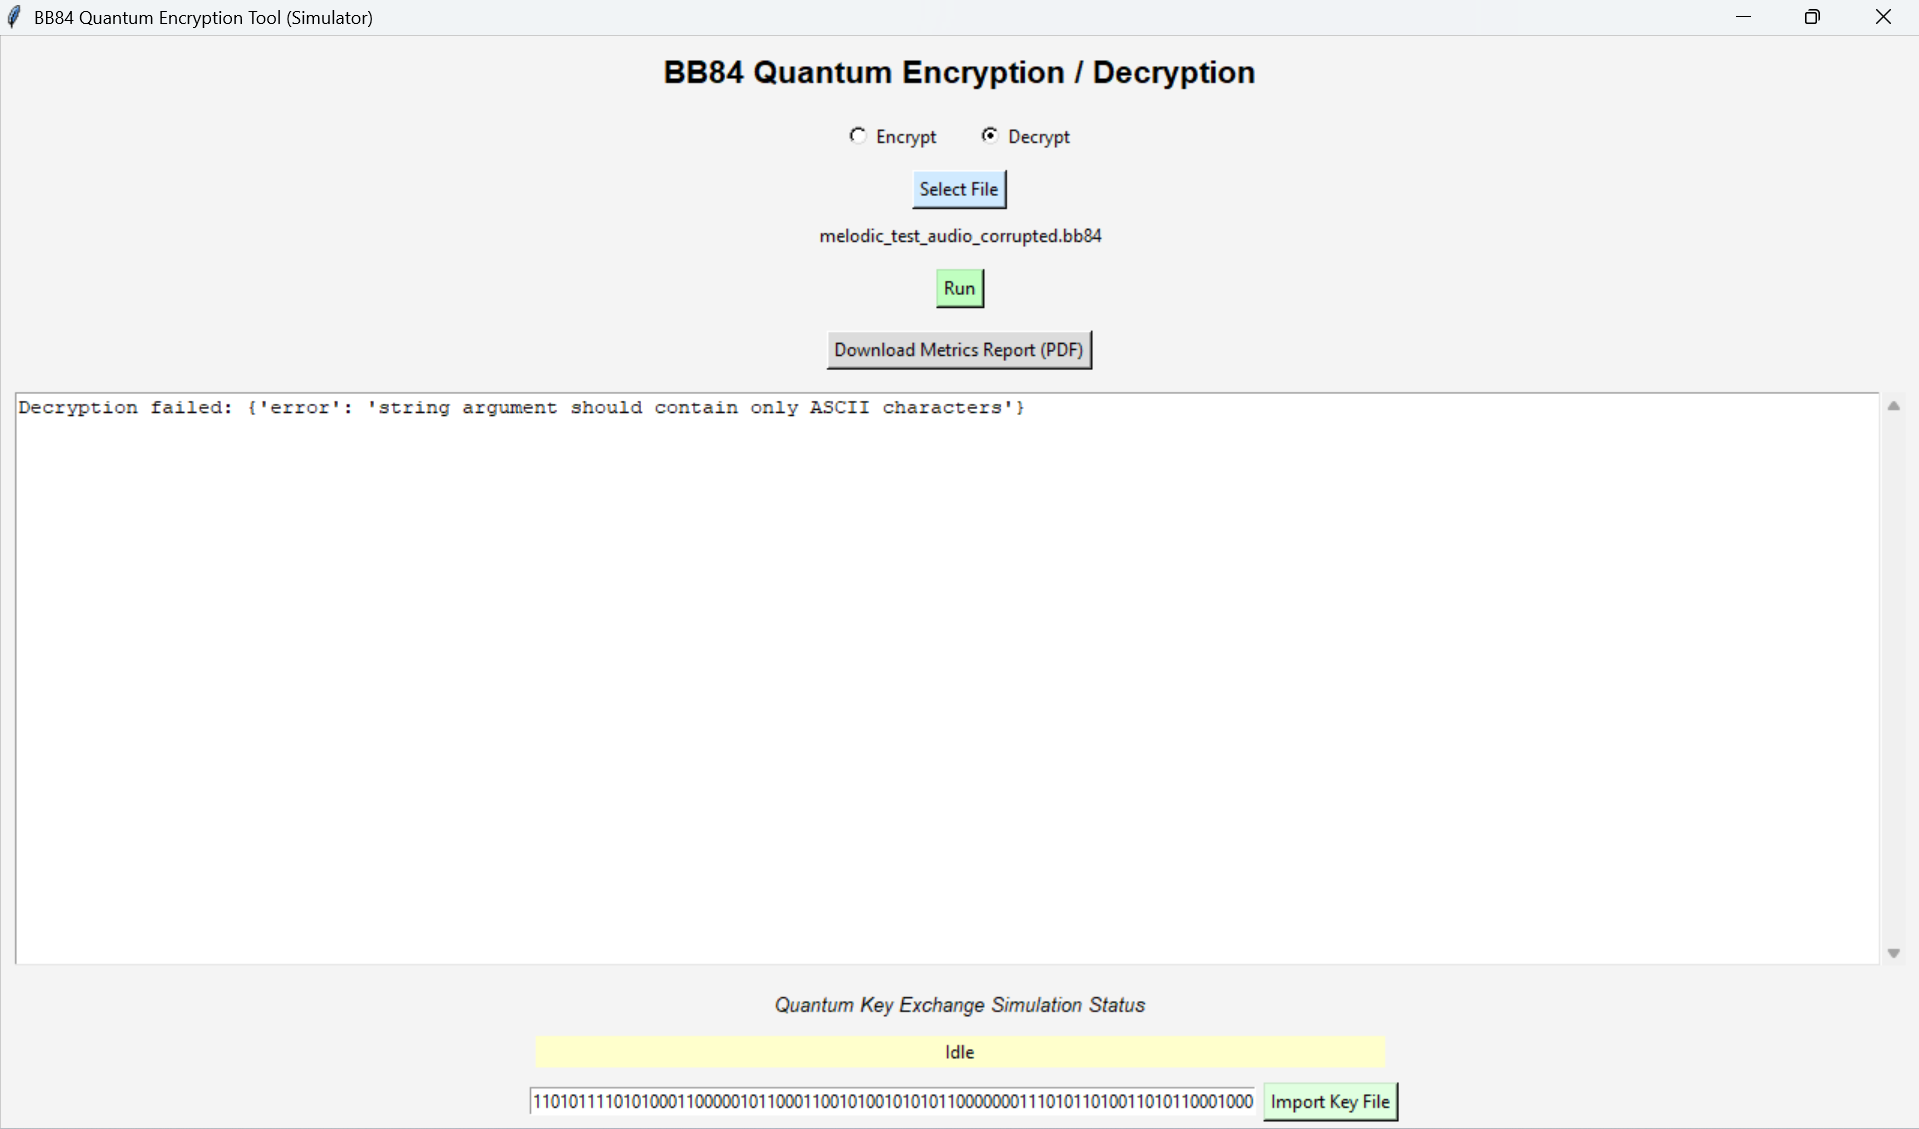 BB84 Quantum Encryption Tool (Simulator)
BB84 Quantum Encryption / Decryption
Encrypt Decrypt
Select File
melodic_test_audio_corrupted.bb84
Run
Download Metrics Report (PDF)
Decryption failed: {'error': 'string argument should contain only ASCII characters'}
Quantum Key Exchange Simulation Status
Idle
Import Key File